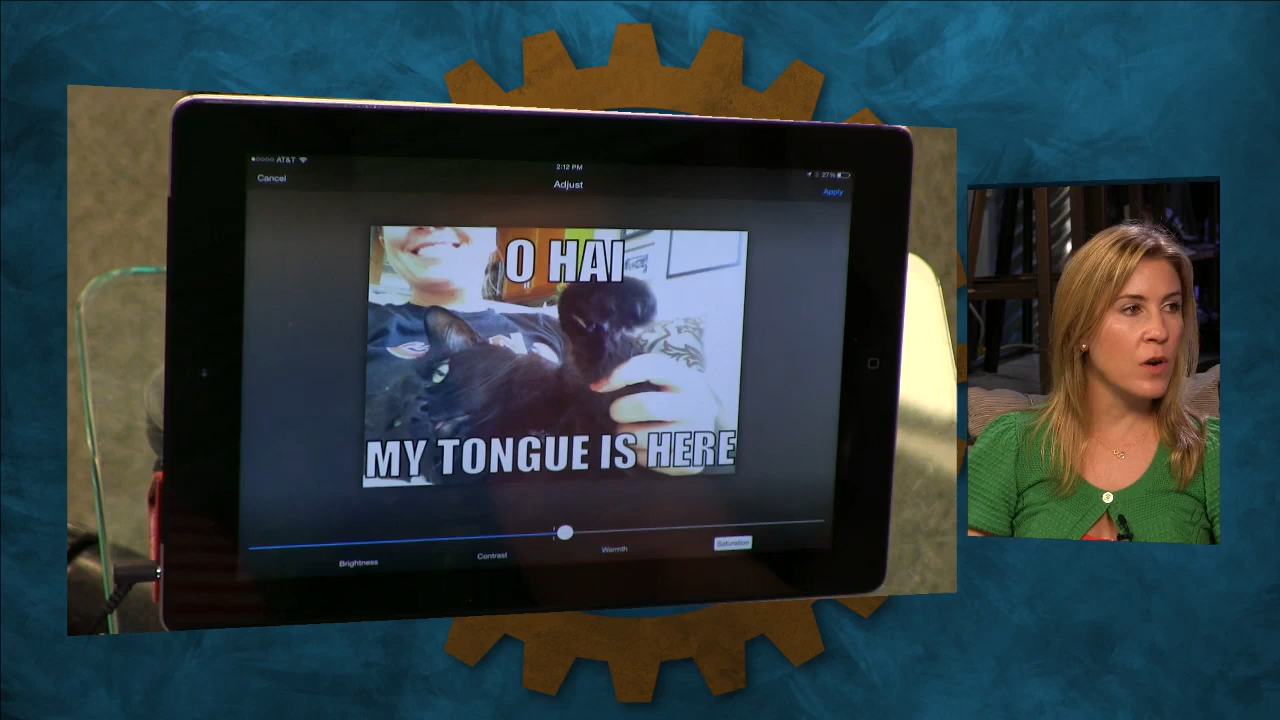 AT&T
2:12 PM
27%
Cancel
Adjust
Apply
O HAI
MY TONGUE IS HERE
Brightness
Contrast
Warmth
Saturation